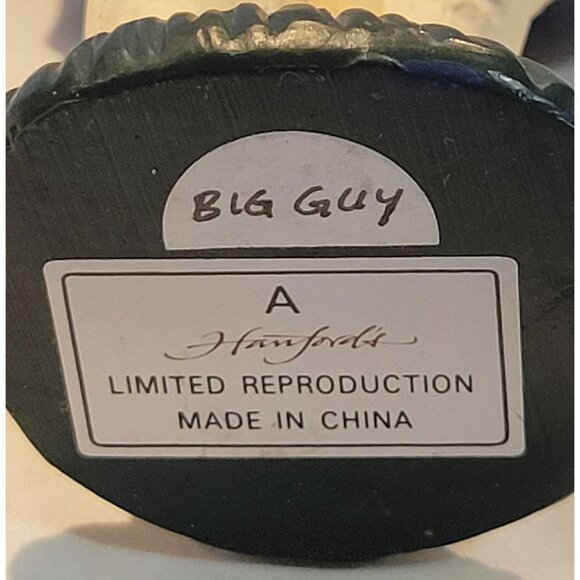 BIG GUY
A
Hanford's
LIMITED REPRODUCTION
MADE IN CHINA